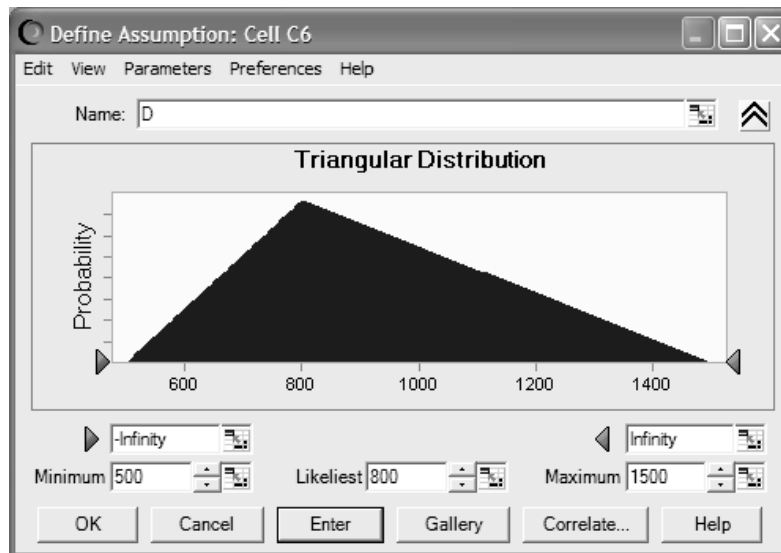 Define Assumption: Cell C6
Edit View Parameters Preferences Help
Name: D
Triangular Distribution
Probability
600 800 1000 1200 1400
-Infinity Infinity
Minimum 500 Likeliest 800 Maximum 1500
OK Cancel Enter Gallery Correlate... Help